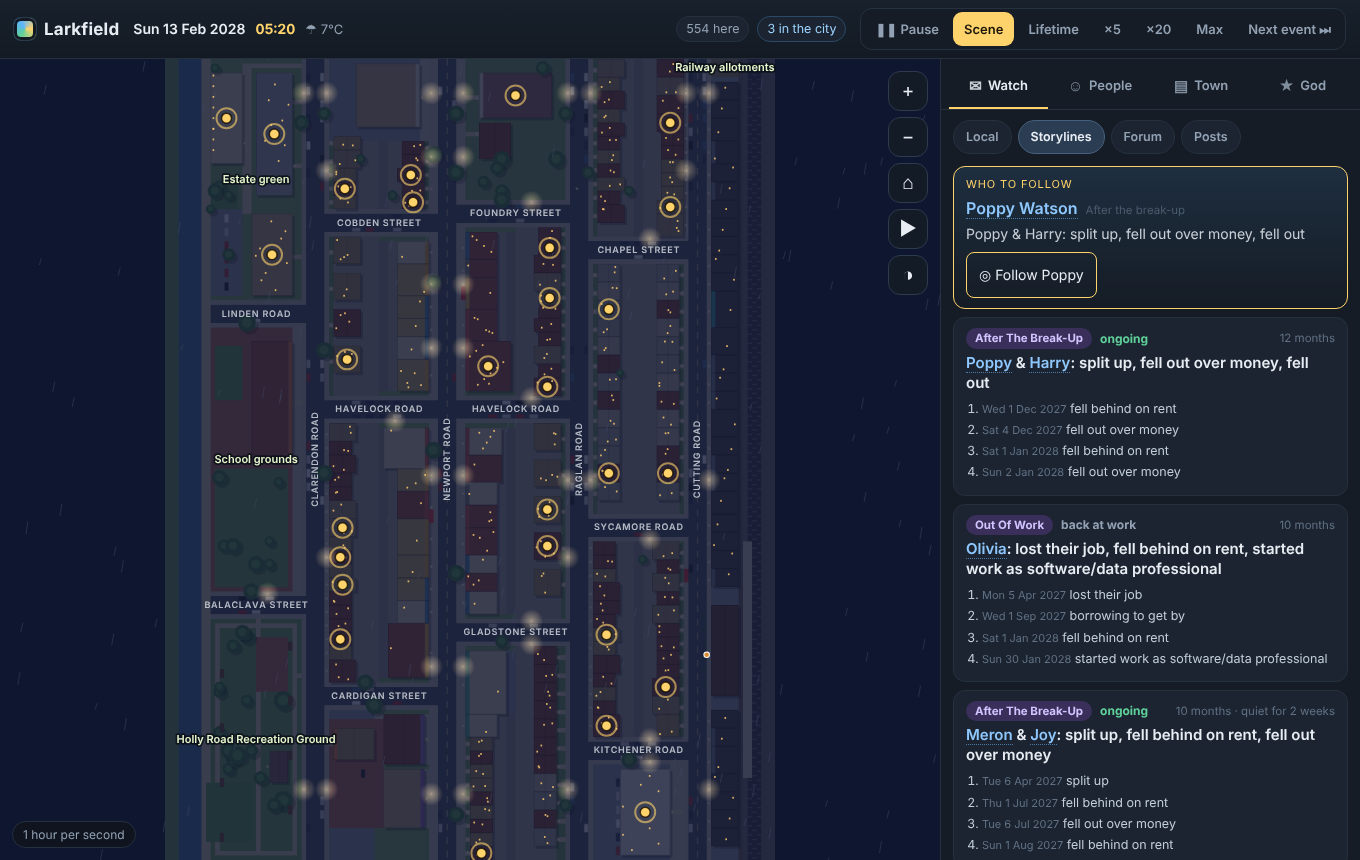 Larkfield Sun 13 Feb 2028 05:20 ☂ 7°C 554 here 3 in the city ❚❚ Pause Scene Lifetime ×5 ×20 Max Next event ⏭
Railway allotments
Estate green
COBDEN STREET
FOUNDRY STREET
CHAPEL STREET
LINDEN ROAD
HAVELOCK ROAD
HAVELOCK ROAD
CLARENDON ROAD
NEWPORT ROAD
RAGLAN ROAD
CUTTING ROAD
School grounds
SYCAMORE ROAD
BALACLAVA STREET
GLADSTONE STREET
CARDIGAN STREET
Holly Road Recreation Ground
KITCHENER ROAD
1 hour per second
+
−
⌂
▶
◗
✉ Watch ☺ People ▤ Town ★ God
Local Storylines Forum Posts
WHO TO FOLLOW
Poppy Watson After the break-up
Poppy & Harry: split up, fell out over money, fell out
◎ Follow Poppy
After The Break-Up ongoing 12 months
Poppy & Harry: split up, fell out over money, fell
out
1. Wed 1 Dec 2027 fell behind on rent
2. Sat 4 Dec 2027 fell out over money
3. Sat 1 Jan 2028 fell behind on rent
4. Sun 2 Jan 2028 fell out over money
Out Of Work back at work 10 months
Olivia: lost their job, fell behind on rent, started
work as software/data professional
1. Mon 5 Apr 2027 lost their job
2. Wed 1 Sep 2027 borrowing to get by
3. Sat 1 Jan 2028 fell behind on rent
4. Sun 30 Jan 2028 started work as software/data professional
After The Break-Up ongoing 10 months · quiet for 2 weeks
Meron & Joy: split up, fell behind on rent, fell out
over money
1. Tue 6 Apr 2027 split up
2. Thu 1 Jul 2027 fell behind on rent
3. Tue 6 Jul 2027 fell out over money
4. Sun 1 Aug 2027 fell behind on rent